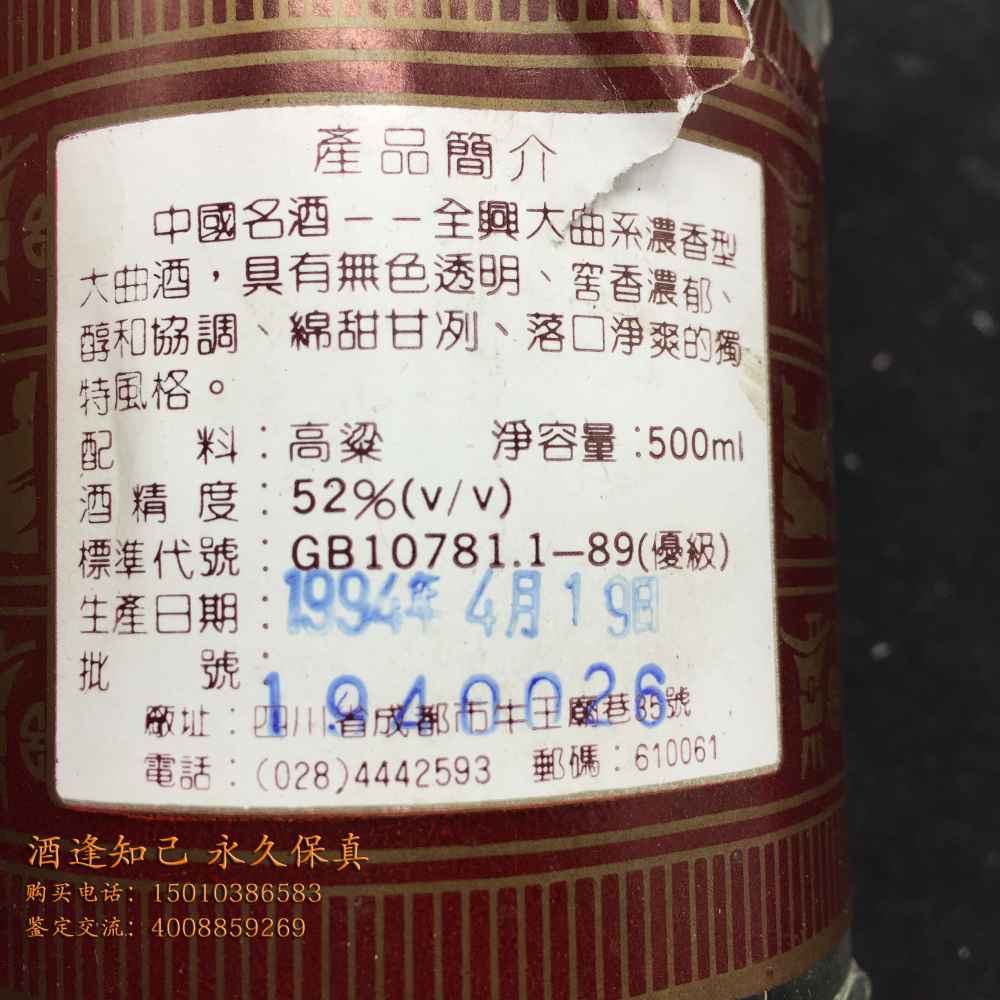 產品簡介
中國名酒——全興大曲系濃香型
大曲酒，具有無色透明、窖香濃郁、
醇和協調、綿甜甘冽、落口淨爽的獨
特風格。
配料：高粱 淨容量：500ml
酒精度：52%(v/v)
標準代號：GB10781.1—89(優級)
生產日期：1994年4月19日
批號：1940026
廠址：四川省成都市牛王廟巷35號
電話：(028)4442593 郵碼：610061
酒逢知己 永久保真
购买电话：15010386583
鉴定交流：4008859269